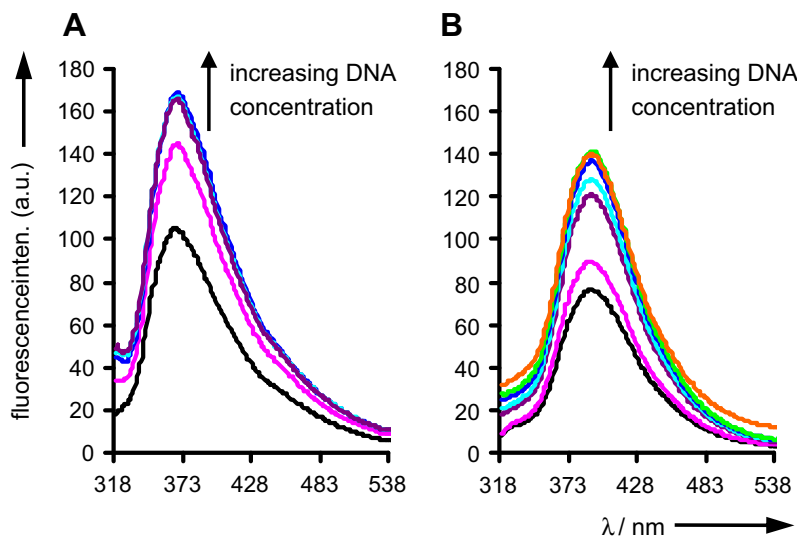 A
increasing DNA
concentration
fluorescenceinten. (a.u.)
180
160
140
120
100
80
60
40
20
0
318 373 428 483 538
B
increasing DNA
concentration
180
160
140
120
100
80
60
40
20
0
318 373 428 483 538
λ/ nm